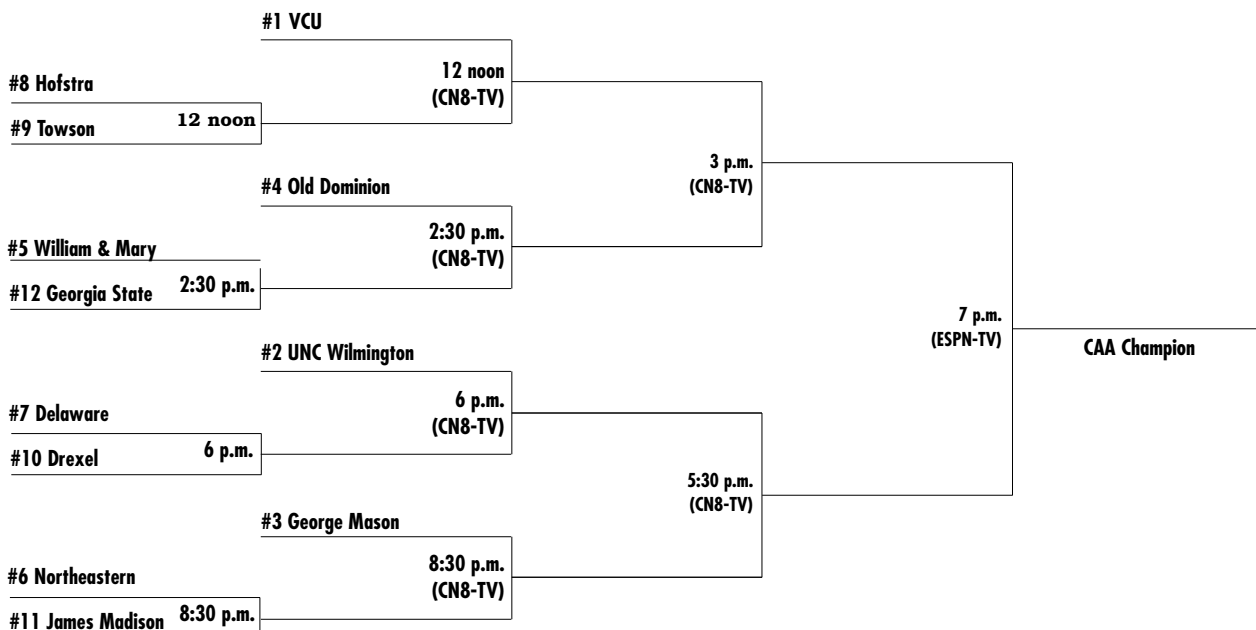 #1 VCU
12 noon
(CN8-TV)
#8 Hofstra
12 noon
#9 Towson
3 p.m.
(CN8-TV)
#4 Old Dominion
2:30 p.m.
(CN8-TV)
#5 William & Mary
2:30 p.m.
#12 Georgia State
7 p.m.
(ESPN-TV)
CAA Champion
#2 UNC Wilmington
6 p.m.
(CN8-TV)
#7 Delaware
6 p.m.
#10 Drexel
5:30 p.m.
(CN8-TV)
#3 George Mason
8:30 p.m.
(CN8-TV)
#6 Northeastern
8:30 p.m.
#11 James Madison